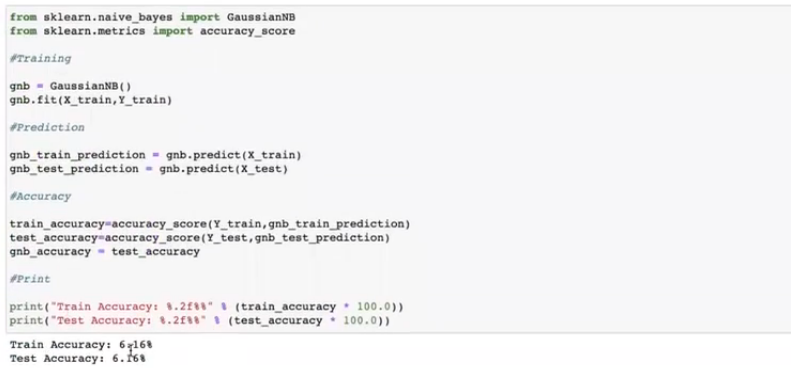 from sklearn.naive_bayes import GaussianNB
from sklearn.metrics import accuracy_score
#Training
gnb = GaussianNB()
gnb.fit(X_train,Y_train)
#Prediction
gnb_train_prediction = gnb.predict(X_train)
gnb_test_prediction = gnb.predict(X_test)
#Accuracy
train_accuracy=accuracy_score(Y_train,gnb_train_prediction)
test_accuracy=accuracy_score(Y_test,gnb_test_prediction)
gnb_accuracy = test_accuracy
#Print
print("Train Accuracy: %.2f%%" % (train_accuracy * 100.0))
print("Test Accuracy: %.2f%%" % (test_accuracy * 100.0))
Train Accuracy: 6.16%
Test Accuracy: 6.16%